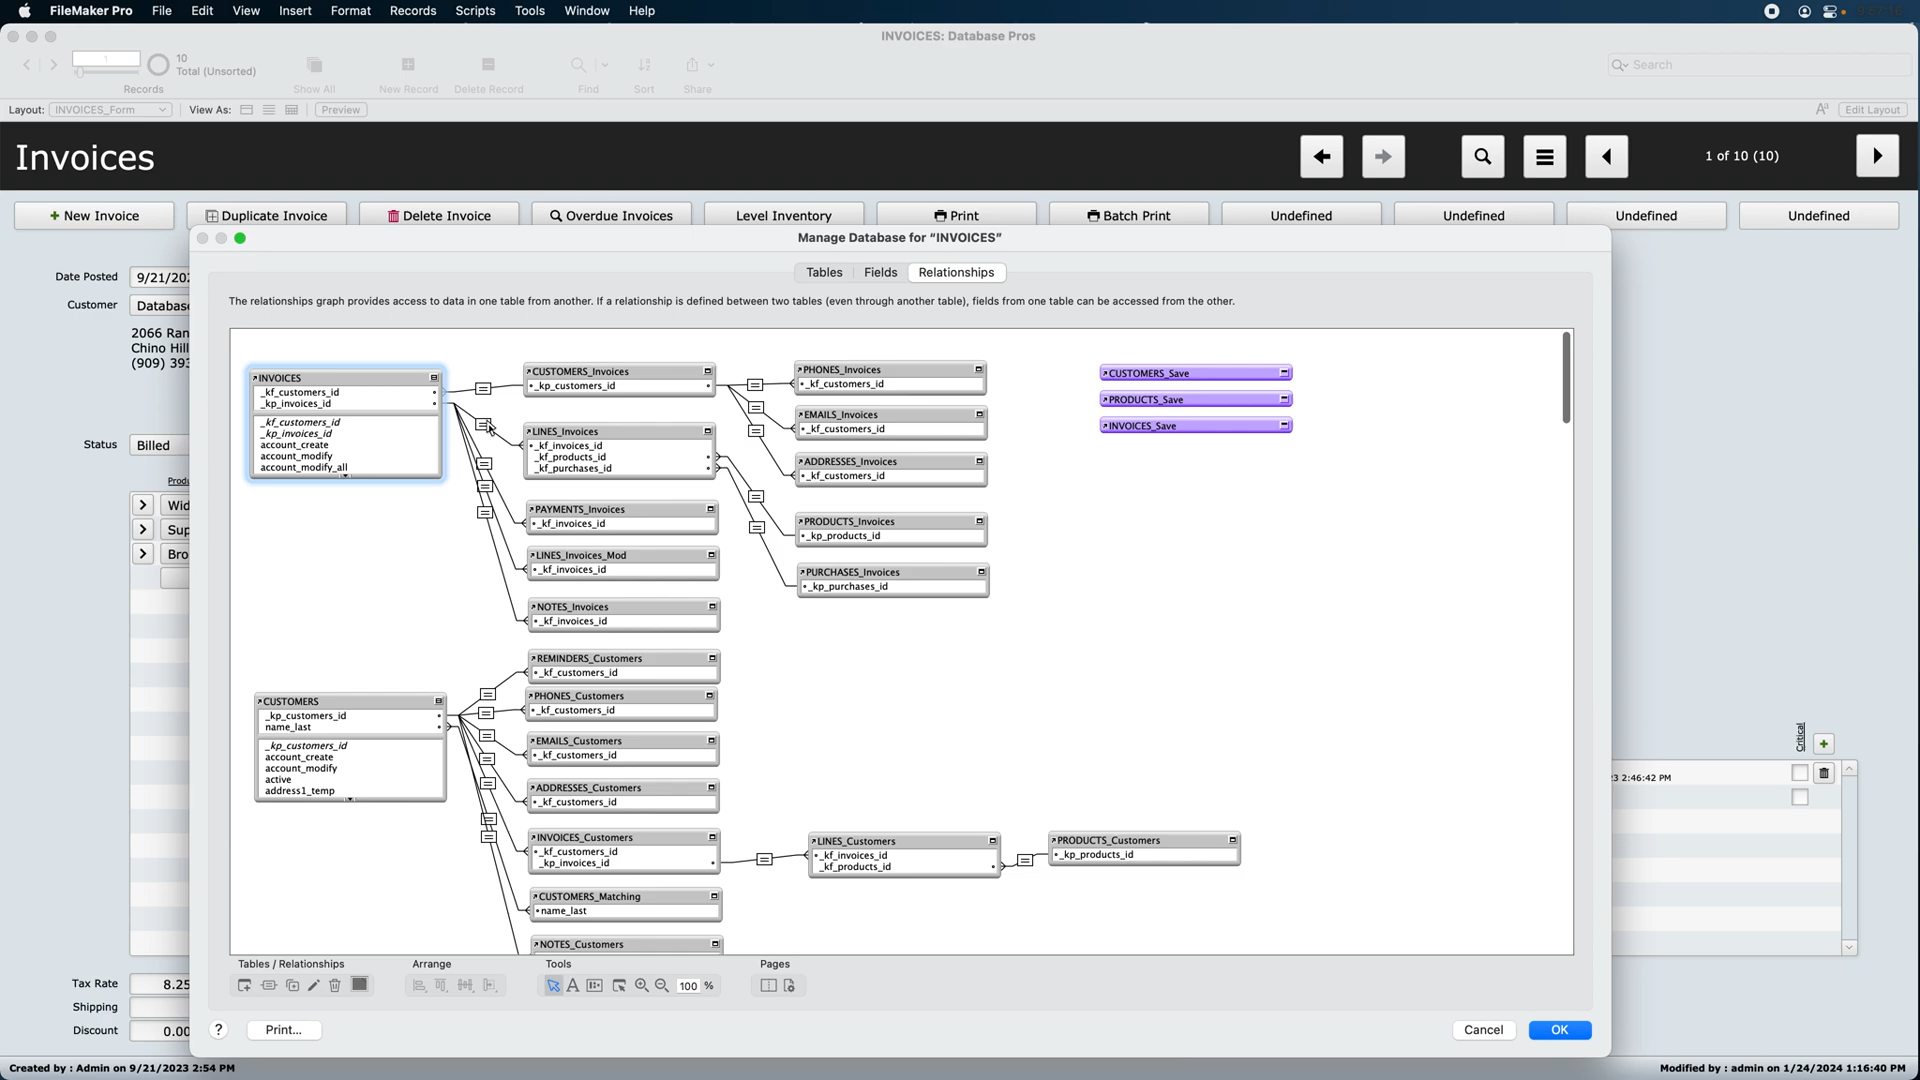 FileMaker Pro File Edit View Insert Format Records Scripts Tools Window Help
INVOICES: Database Pros
1
10
Total (Unsorted)
Records
Show All
New Record
Delete Record
Find
Sort
Share
Search
Layout: INVOICES_Form View As: Preview
Edit Layout
Invoices
1 of 10 (10)
+ New Invoice
Duplicate Invoice
Delete Invoice
Overdue Invoices
Level Inventory
Print
Batch Print
Undefined
Undefined
Undefined
Undefined
Manage Database for “INVOICES”
Tables Fields Relationships
The relationships graph provides access to data in one table from another. If a relationship is defined between two tables (even through another table), fields from one table can be accessed from the other.
Date Posted 9/21/202
Customer Database
2066 Ran
Chino Hill
(909) 393
Status Billed
Wid
Sup
Bro
Tax Rate 8.25
Shipping
Discount 0.00
INVOICES
_kf_customers_id
_kp_invoices_id
_kf_customers_id
_kp_invoices_id
account_create
account_modify
account_modify_all
CUSTOMERS_Invoices
_kp_customers_id
LINES_Invoices
_kf_invoices_id
_kf_products_id
_kf_purchases_id
PAYMENTS_Invoices
_kf_invoices_id
LINES_Invoices_Mod
_kf_invoices_id
NOTES_Invoices
_kf_invoices_id
PHONES_Invoices
_kf_customers_id
EMAILS_Invoices
_kf_customers_id
ADDRESSES_Invoices
_kf_customers_id
PRODUCTS_Invoices
_kp_products_id
PURCHASES_Invoices
_kp_purchases_id
CUSTOMERS_Save
PRODUCTS_Save
INVOICES_Save
CUSTOMERS
_kp_customers_id
name_last
_kp_customers_id
account_create
account_modify
active
address1_temp
REMINDERS_Customers
_kf_customers_id
PHONES_Customers
_kf_customers_id
EMAILS_Customers
_kf_customers_id
ADDRESSES_Customers
_kf_customers_id
INVOICES_Customers
_kf_customers_id
_kp_invoices_id
CUSTOMERS_Matching
name_last
NOTES_Customers
LINES_Customers
_kf_invoices_id
_kf_products_id
PRODUCTS_Customers
_kp_products_id
Critical
+
2:46:42 PM
Tables / Relationships
Arrange
Tools
Pages
100 %
? Print...
Cancel
OK
Created by : Admin on 9/21/2023 2:54 PM
Modified by : admin on 1/24/2024 1:16:40 PM